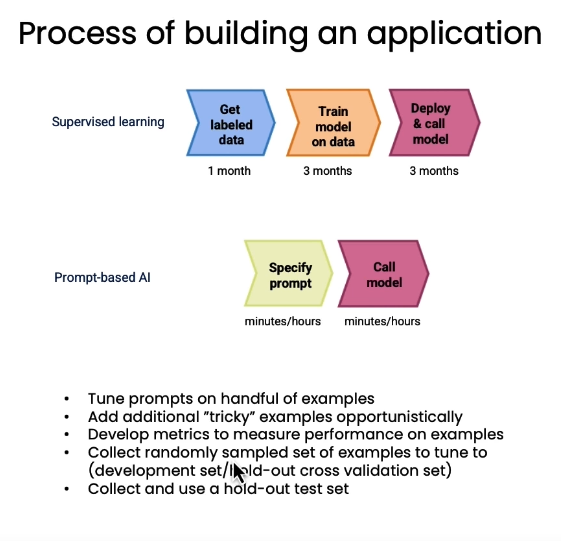 Process of building an application
Supervised learning
Get
labeled
data
Train
model
on data
Deploy
& call
model
1 month
3 months
3 months
Prompt-based AI
Specify
prompt
Call
model
minutes/hours
minutes/hours
• Tune prompts on handful of examples
• Add additional ”tricky” examples opportunistically
• Develop metrics to measure performance on examples
• Collect randomly sampled set of examples to tune to
(development set/hold-out cross validation set)
• Collect and use a hold-out test set